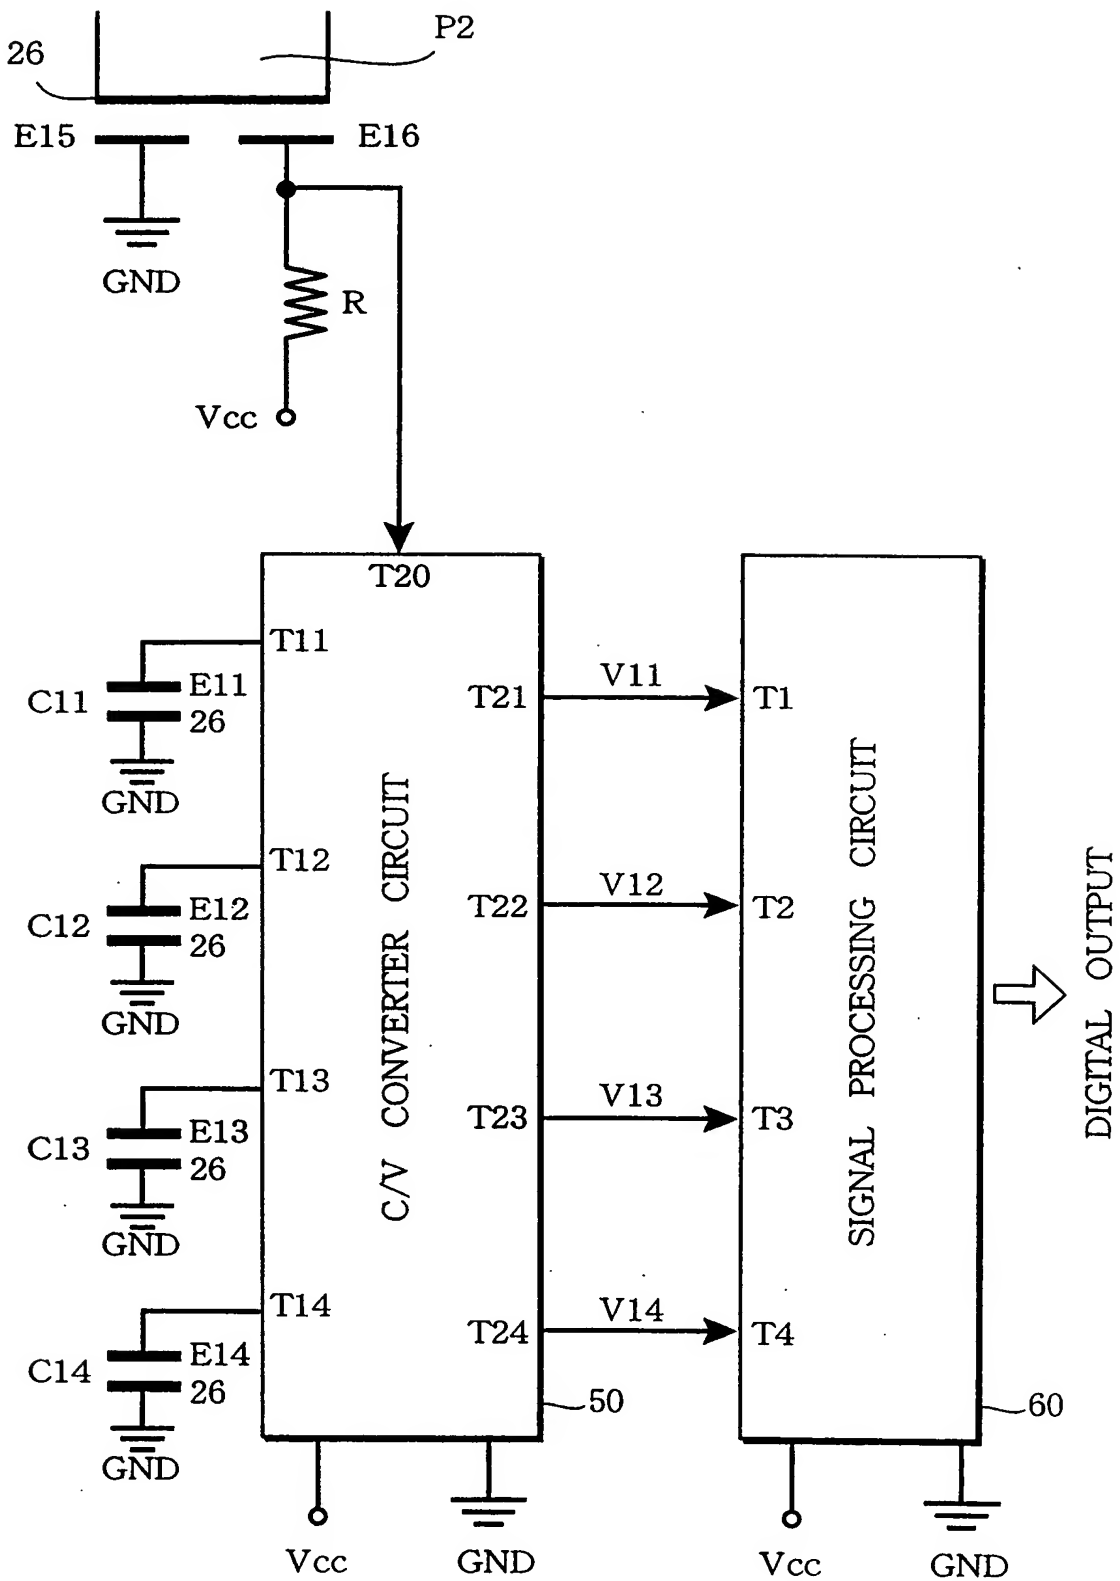 P2
26
E15
E16
GND
R
Vcc
T20
T11
C11
E11
26
GND
T21
V11
T1
T12
C12
E12
26
GND
T22
V12
T2
C/V CONVERTER CIRCUIT
SIGNAL PROCESSING CIRCUIT
DIGITAL OUTPUT
T13
C13
E13
26
GND
T23
V13
T3
T14
C14
E14
26
GND
T24
V14
T4
50
60
Vcc
GND
Vcc
GND